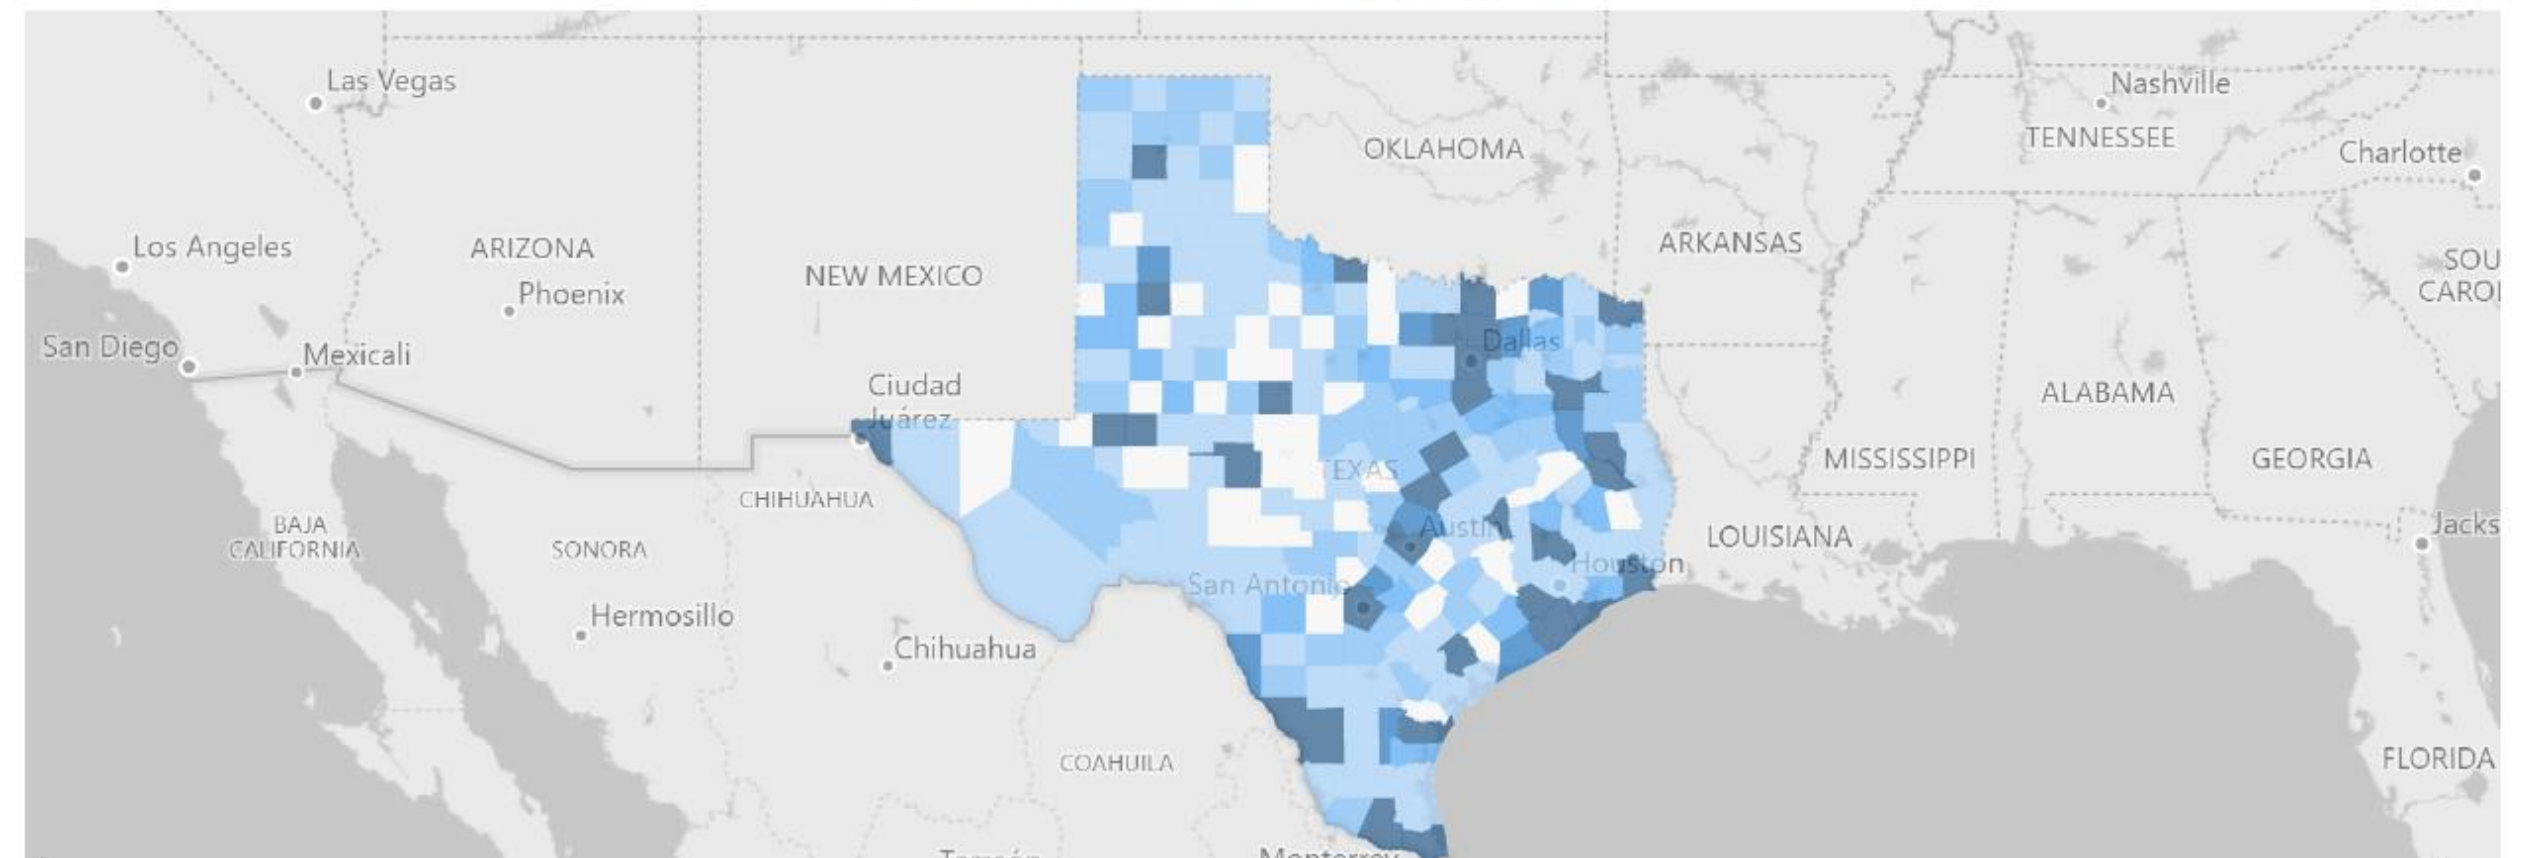 Las Vegas
Nashville
TENNESSEE
OKLAHOMA
Charlotte
Los Angeles
ARIZONA
NEW MEXICO
ARKANSAS
SOU
CARO
Phoenix
San Diego
Mexicali
Dallas
Ciudad
Juárez
ALABAMA
MISSISSIPPI
GEORGIA
TEXAS
CHIHUAHUA
BAJA
CALIFORNIA
SONORA
Austin
LOUISIANA
Jacks
Houston
San Antonio
Hermosillo
Chihuahua
COAHUILA
FLORIDA